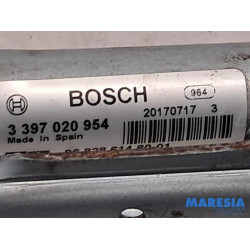 BOSCH
964
20170717 3
3 397 020 954
Made in Spain
MARESIA